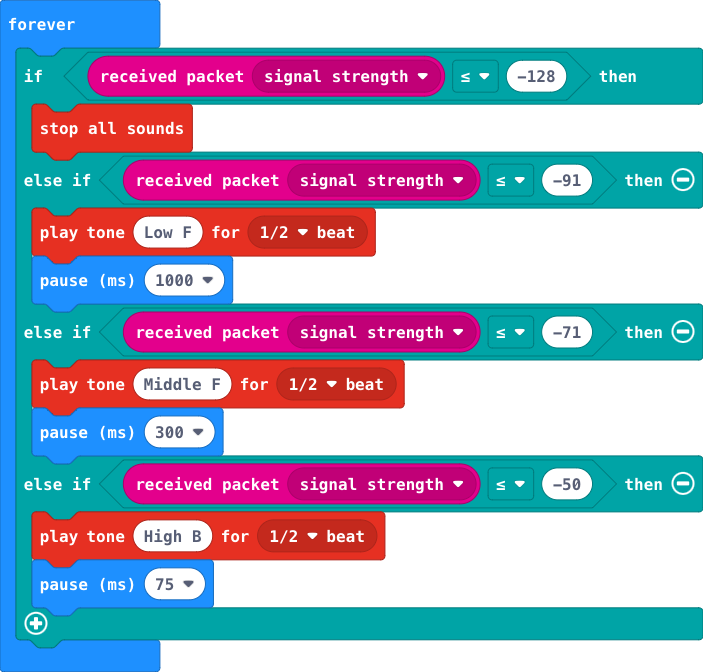 forever
if received packet signal strength ≤ -128 then
stop all sounds
else if received packet signal strength ≤ -91 then
play tone Low F for 1/2 beat
pause (ms) 1000
else if received packet signal strength ≤ -71 then
play tone Middle F for 1/2 beat
pause (ms) 300
else if received packet signal strength ≤ -50 then
play tone High B for 1/2 beat
pause (ms) 75